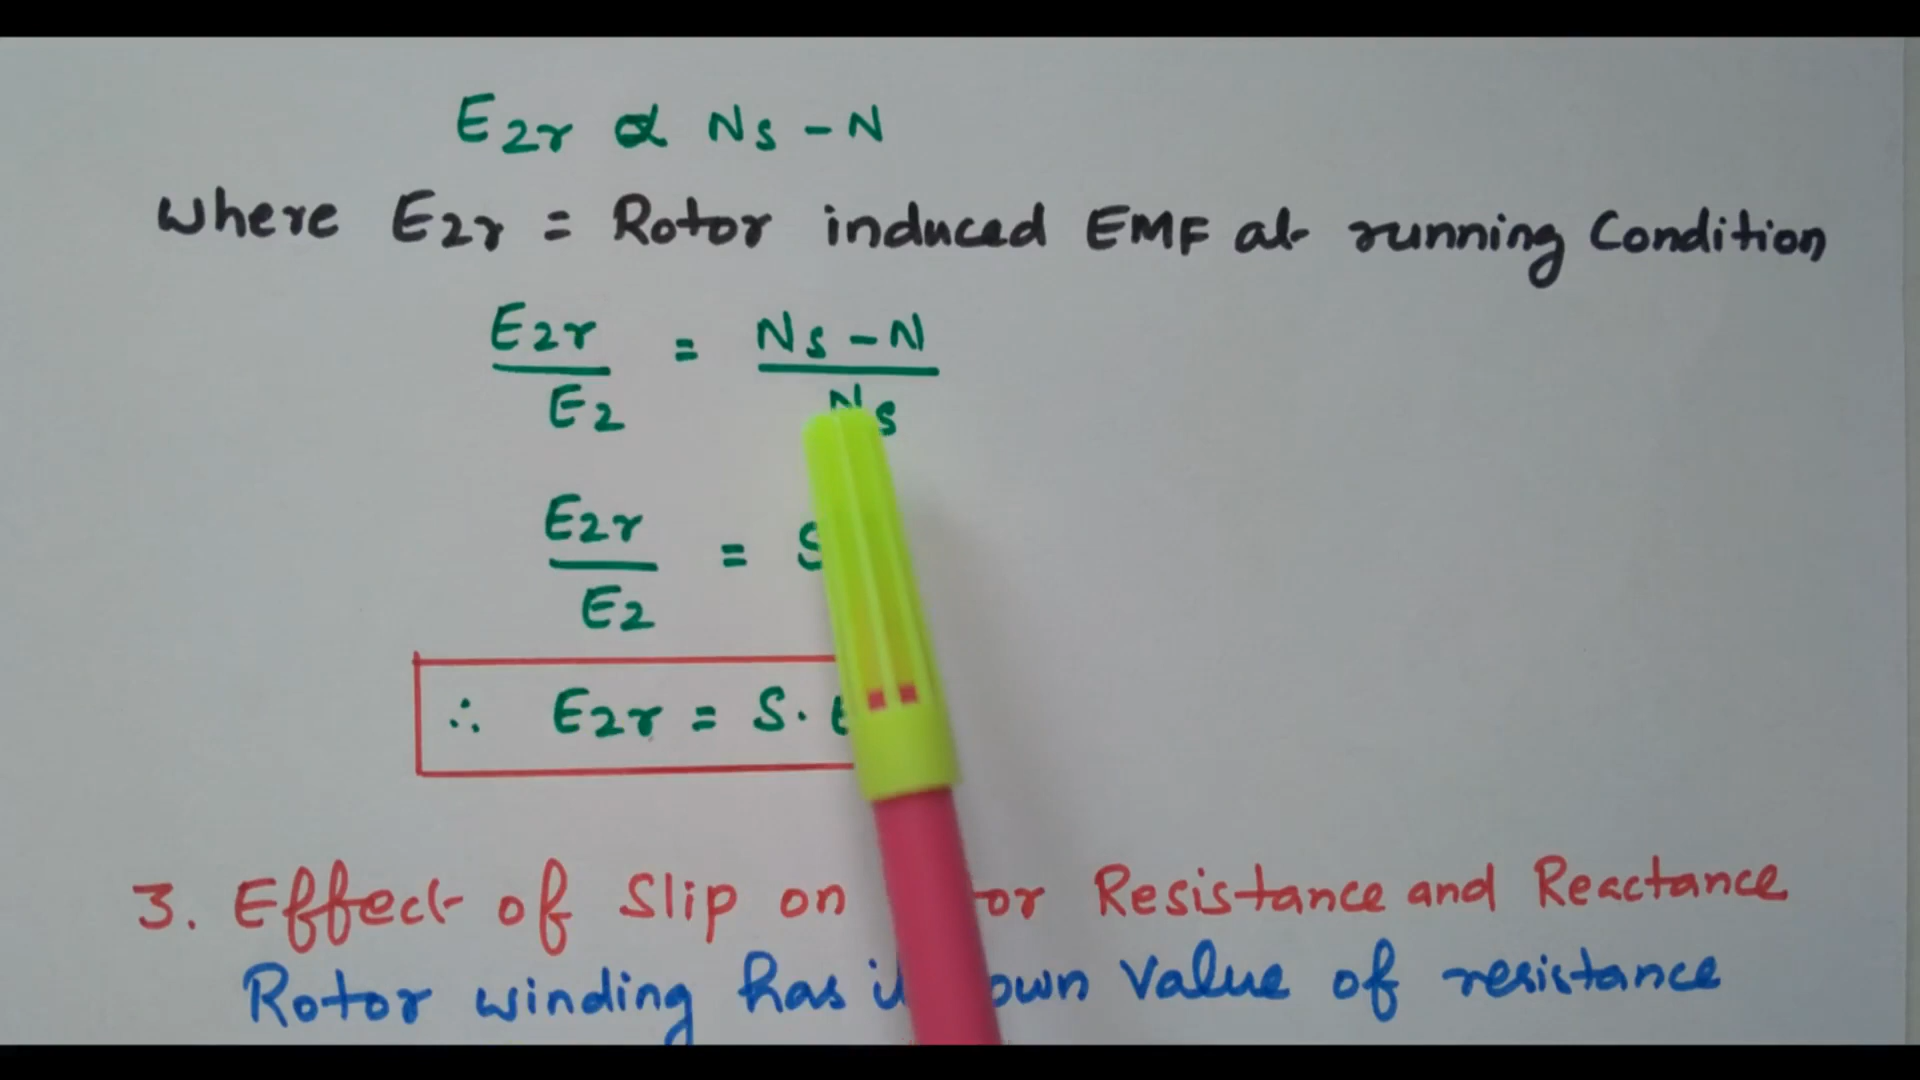 E2r α Ns - N
where E2r = Rotor induced EMF at running Condition
E2r / E2 = Ns - N / Ns
E2r / E2 = S
∴ E2r = S.
3. Effect of Slip on Resistance and Reactance
Rotor winding has own Value of resistance